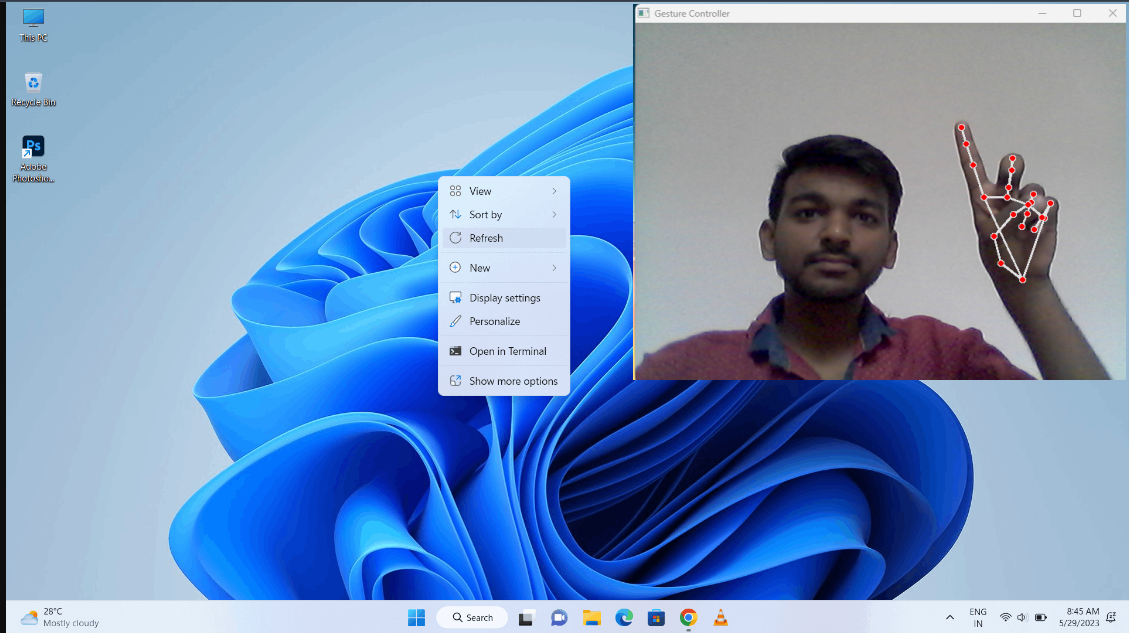 This PC
Recycle Bin
Ps
Adobe
Photosho...
Gesture Controller
View
Sort by
Refresh
New
Display settings
Personalize
Open in Terminal
Show more options
28°C
Mostly cloudy
Search
ENG
IN
8:45 AM
5/29/2023